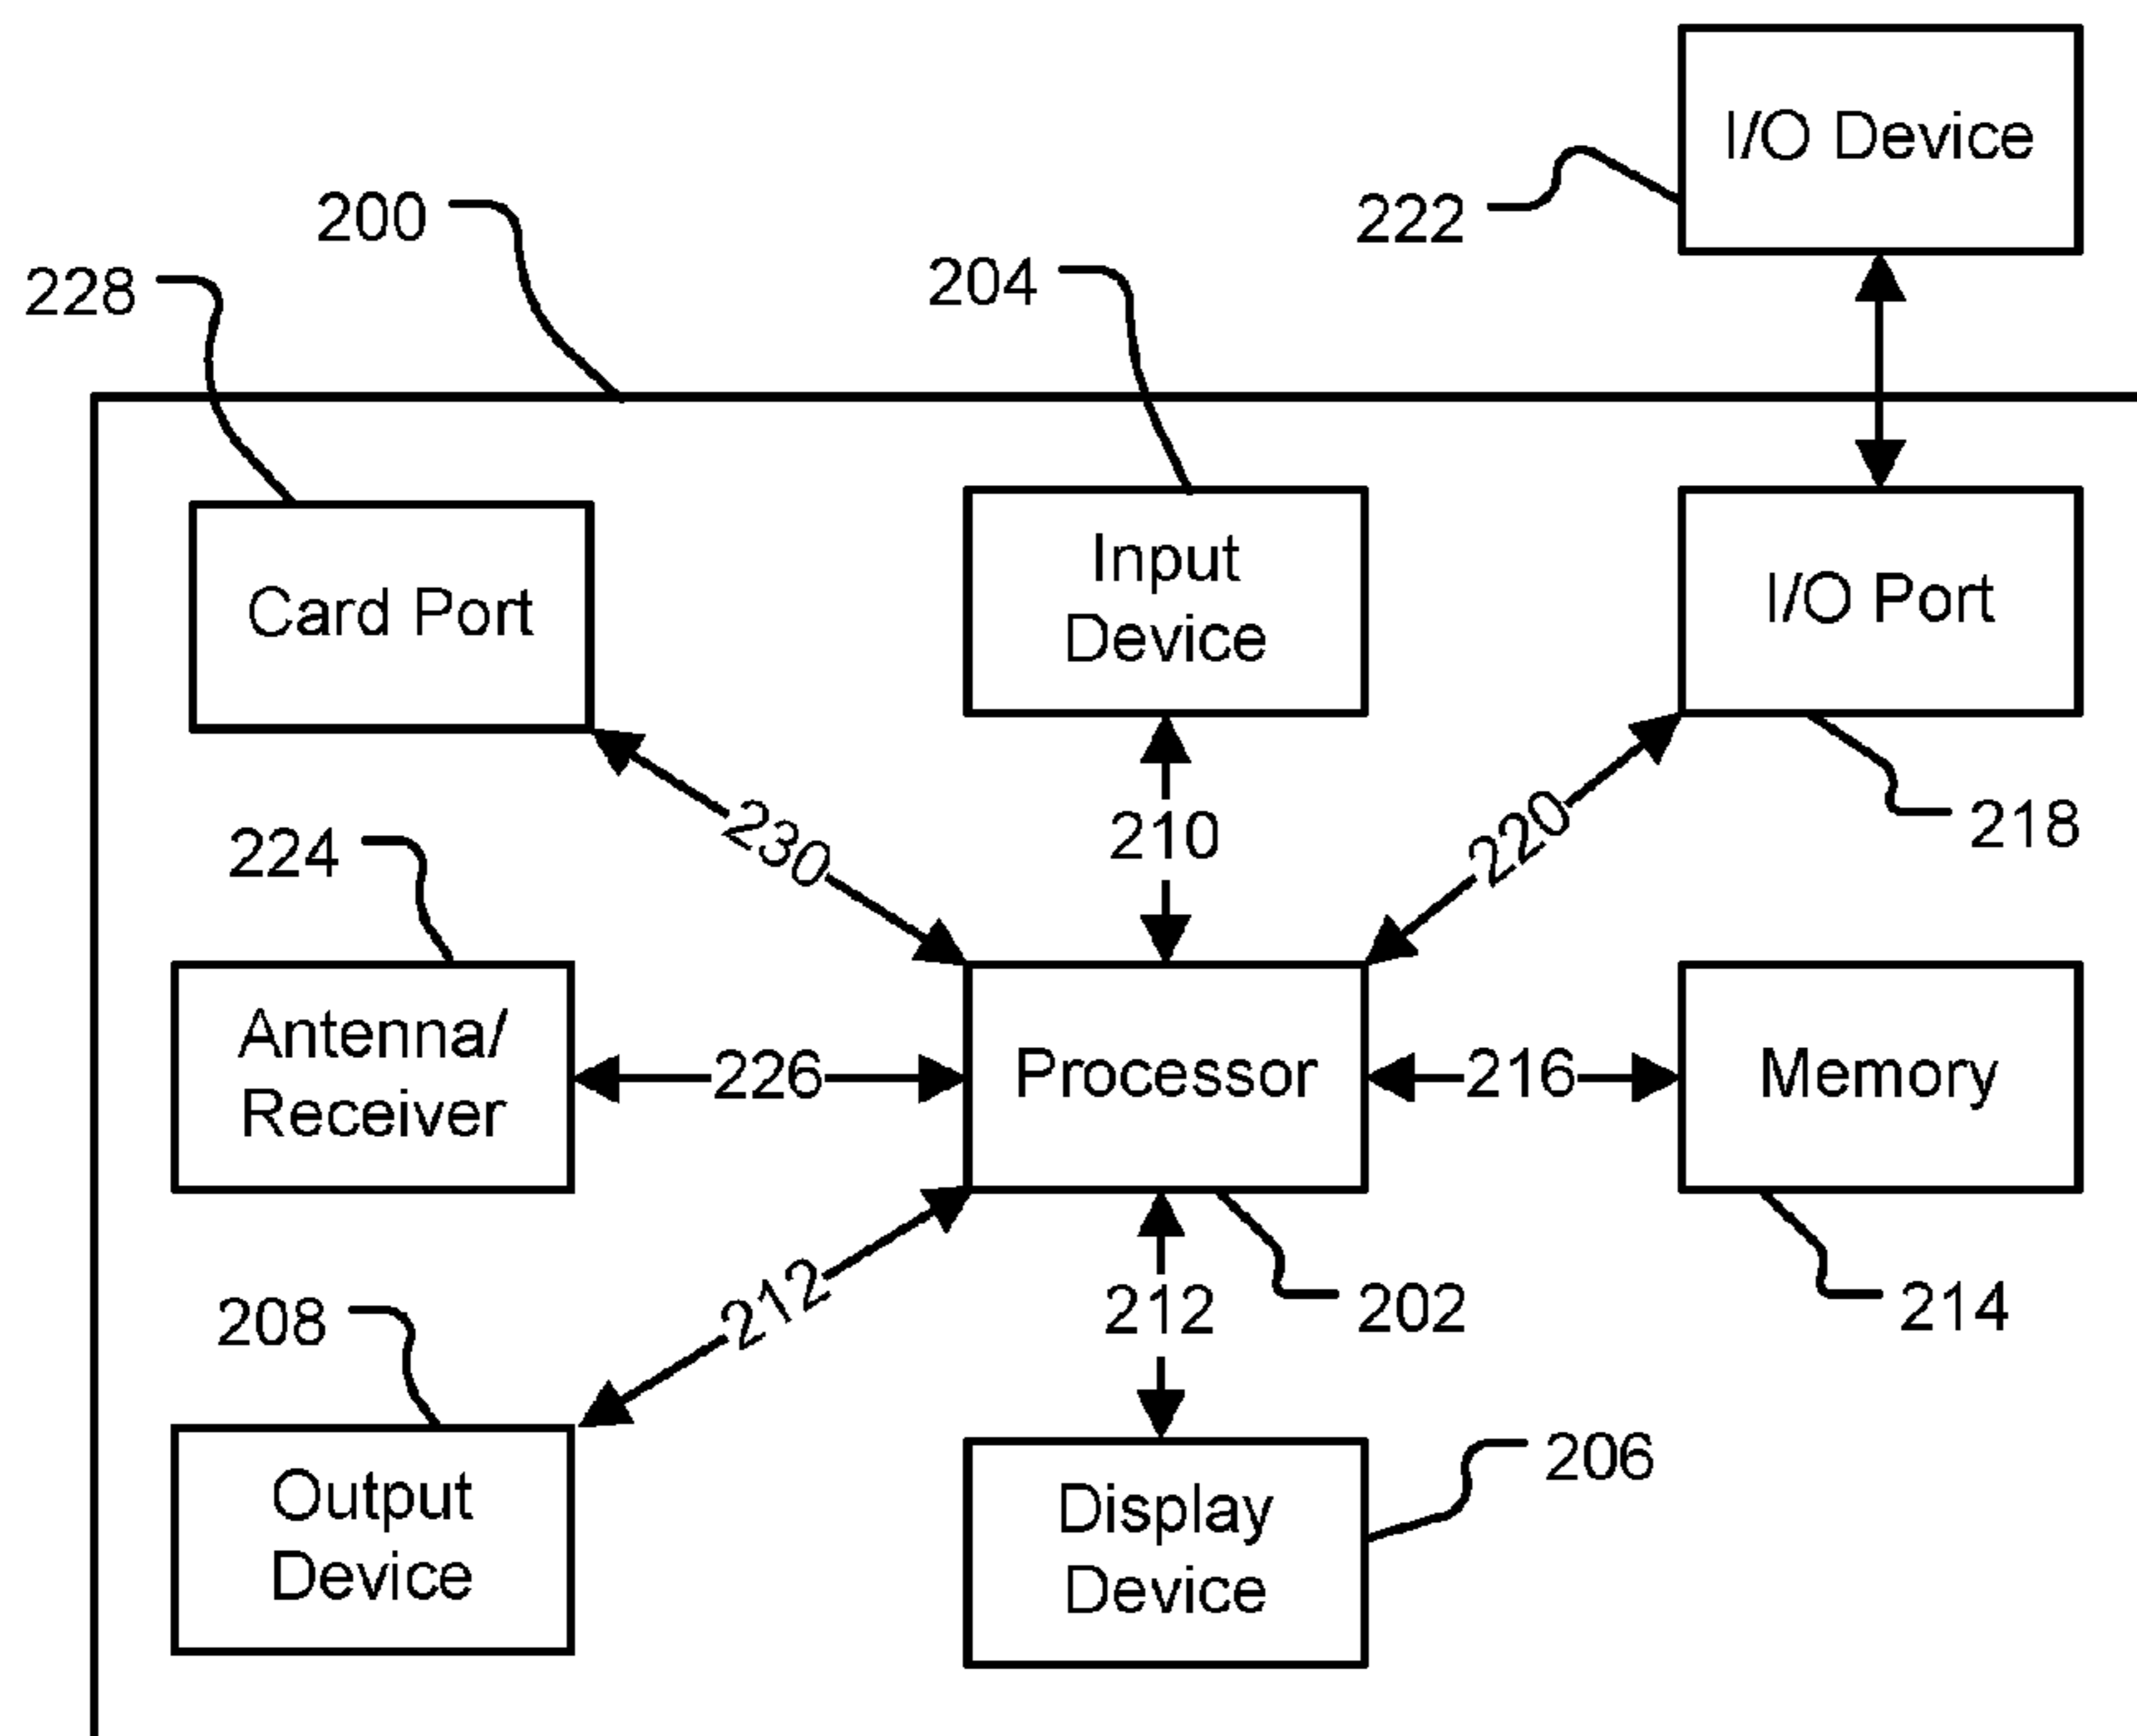 I/O Device
222
200
204
228
Input
Device
I/O Port
Card Port
230
210
220
218
224
Antenna/
Receiver
226
Processor
216
Memory
212
212
202
214
208
206
Output
Device
Display
Device